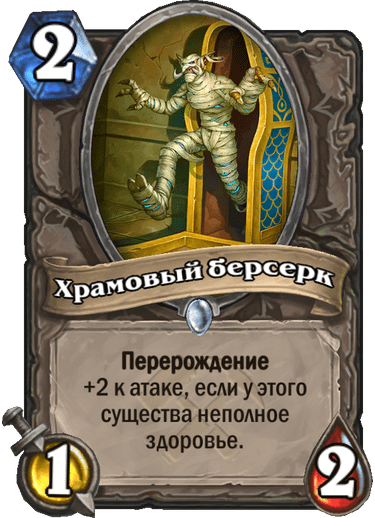 2
Храмовый берсерк
Перерождение
+2 к атаке, если у этого
существа неполное
здоровье.
1
2